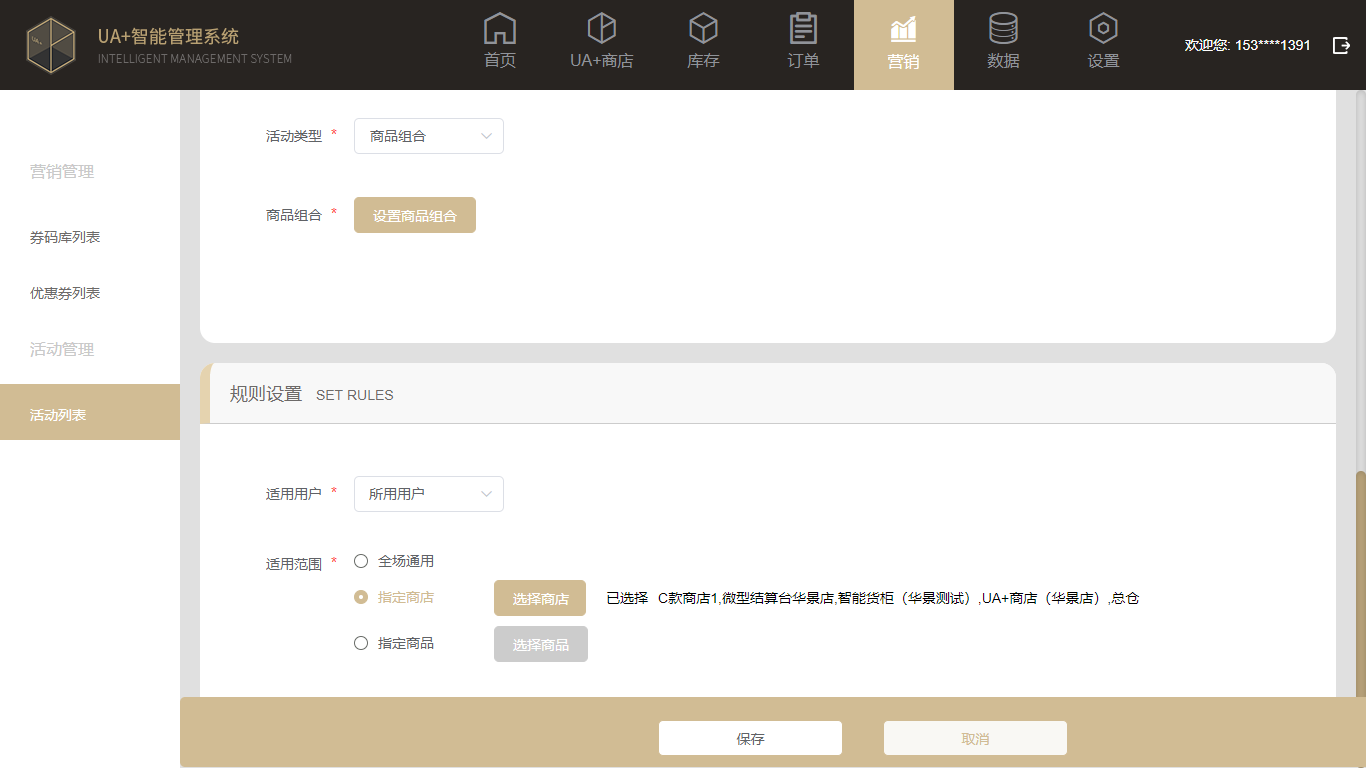 UA+智能管理系统
INTELLIGENT MANAGEMENT SYSTEM
首页
UA+商店
库存
订单
营销
数据
设置
欢迎您: 153****1391
营销管理
券码库列表
优惠券列表
活动管理
活动列表
活动类型 *
商品组合
商品组合 *
设置商品组合
规则设置 SET RULES
适用用户 *
所用用户
适用范围 *
全场通用
指定商店
选择商店
已选择 C款商店1,微型结算台华景店,智能货柜（华景测试）,UA+商店（华景店）,总仓
指定商品
选择商品
保存
取消